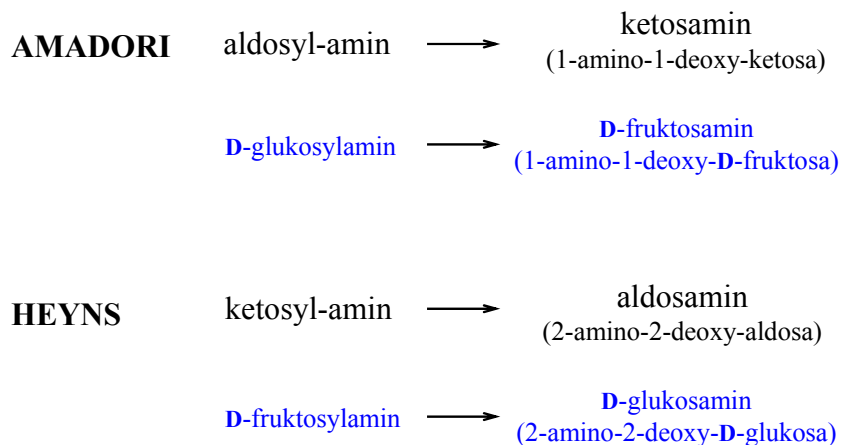 AMADORI aldosyl-amin ketosamin
(1-amino-1-deoxy-ketosa)
D-glukosylamin D-fruktosamin
(1-amino-1-deoxy-D-fruktosa)
HEYNS ketosyl-amin aldosamin
(2-amino-2-deoxy-aldosa)
D-fruktosylamin D-glukosamin
(2-amino-2-deoxy-D-glukosa)